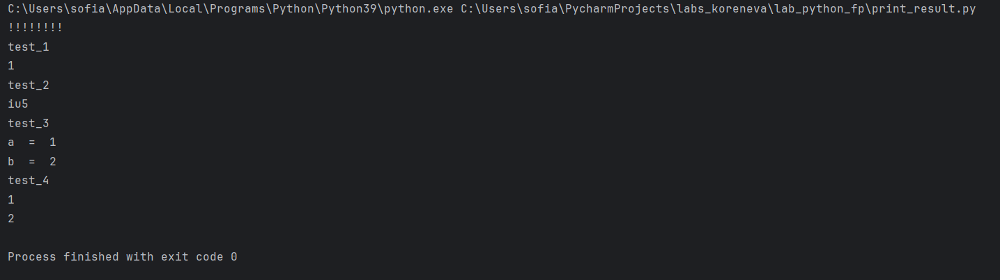 C:\Users\sofia\AppData\Local\Programs\Python\Python39\python.exe C:\Users\sofia\PycharmProjects\labs_koreneva\lab_python_fp\print_result.py
!!!!!!!!
test_1
1
test_2
iu5
test_3
a  =  1
b  =  2
test_4
1
2
Process finished with exit code 0